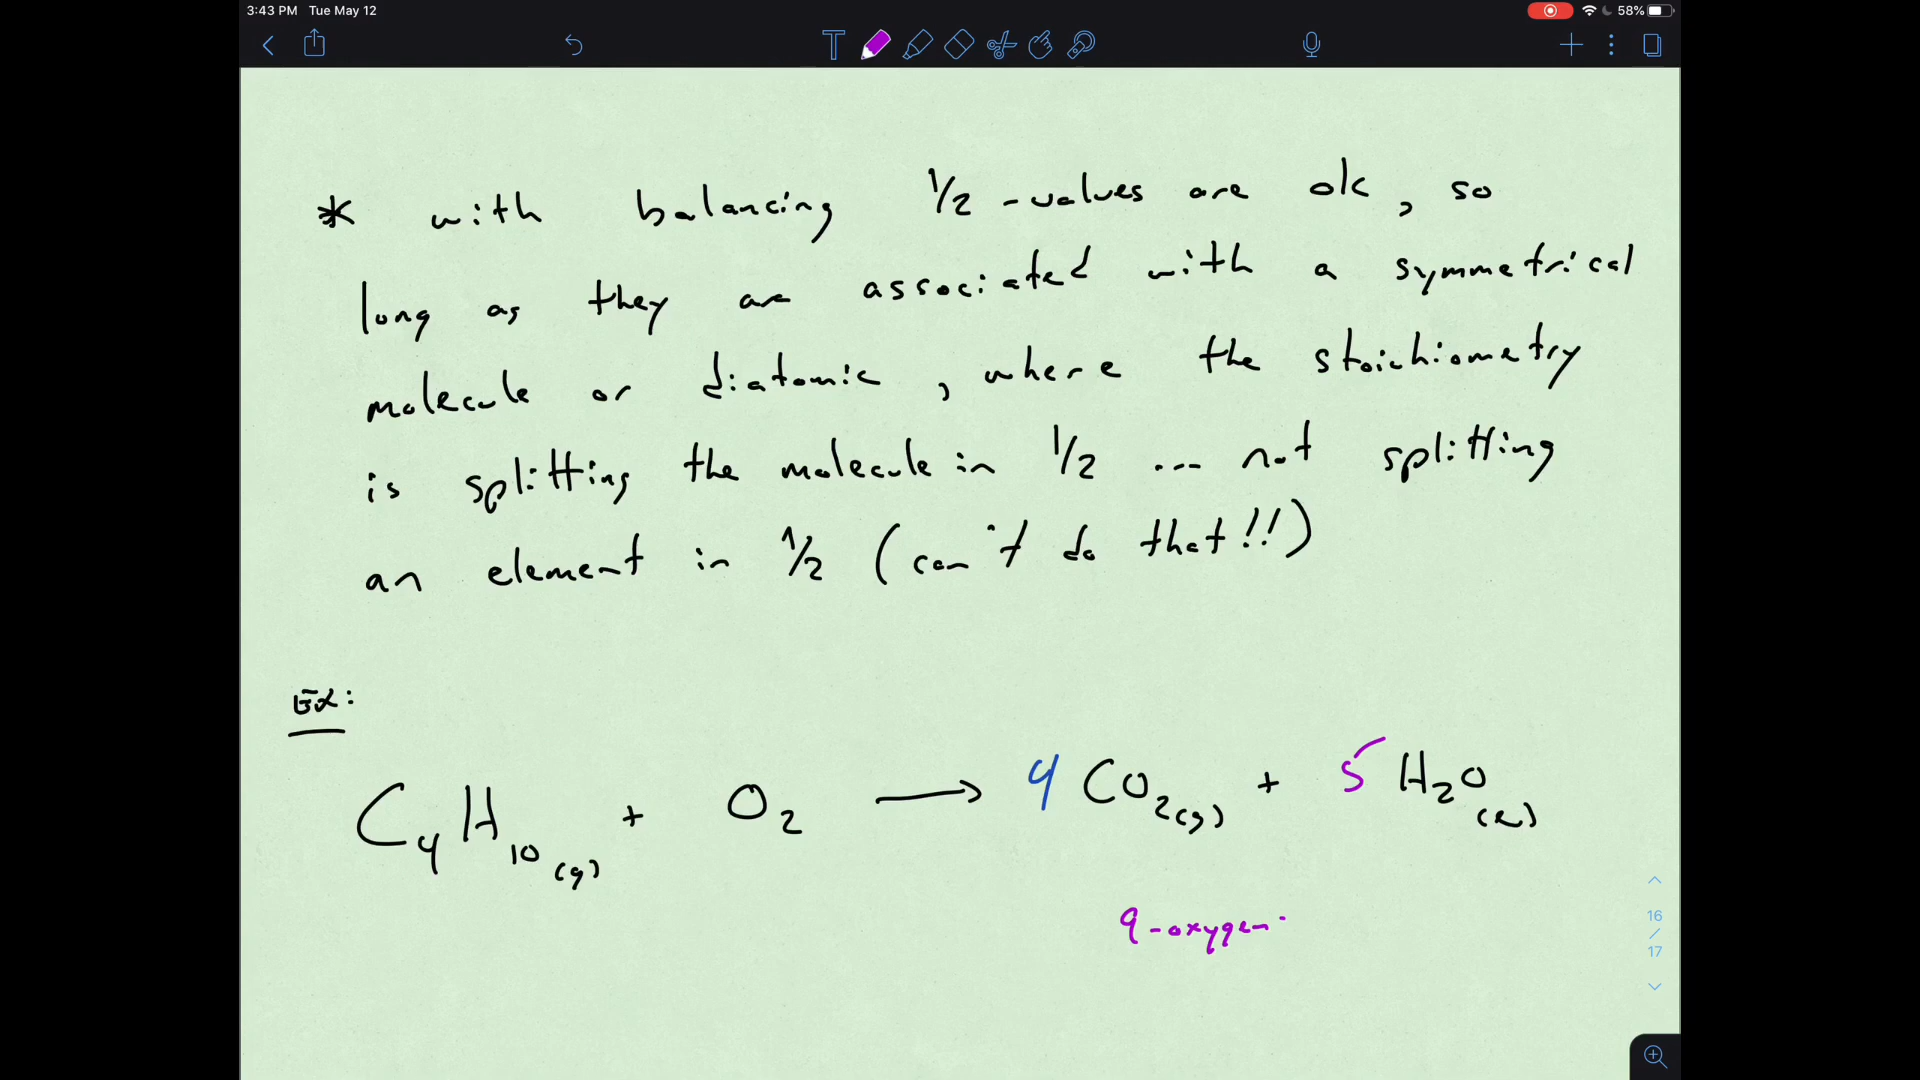 3:43 PM Tue May 12
58%
T
* with balancing 1/2 -values are ok, so
long as they are associated with a symmetrical
molecule or diatomic, where the stoichiometry
is splitting the molecule in 1/2 --- not splitting
an element in 1/2 (can't do that!!)
Ex:
C4H10(g) + O2 → 4 CO2(g) + 5 H2O(l)
9-oxygen
16
/
17